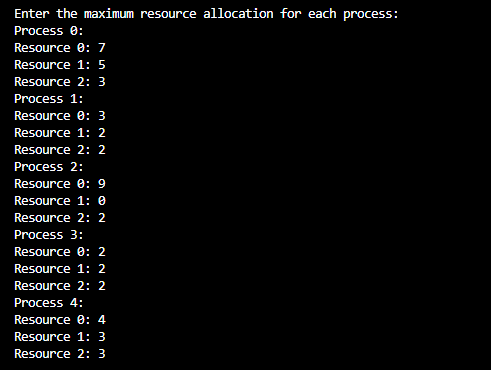 Enter the maximum resource allocation for each process:
Process 0:
Resource 0: 7
Resource 1: 5
Resource 2: 3
Process 1:
Resource 0: 3
Resource 1: 2
Resource 2: 2
Process 2:
Resource 0: 9
Resource 1: 0
Resource 2: 2
Process 3:
Resource 0: 2
Resource 1: 2
Resource 2: 2
Process 4:
Resource 0: 4
Resource 1: 3
Resource 2: 3